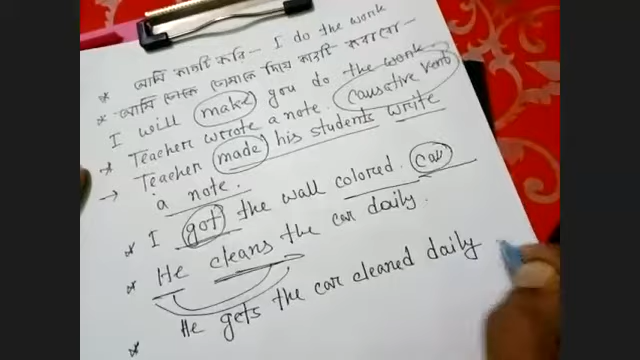 * আমি কাজটি করি - I do the work
* আমি তোকে তোমাকে দিয়ে কাজটি করাবো -
I will make you do the work
causative verb
* Teacher wrote a note.
→ Teacher made his students write
a note.
* I got the wall colored. cau
* He cleans the car daily.
He gets the car cleaned daily
*